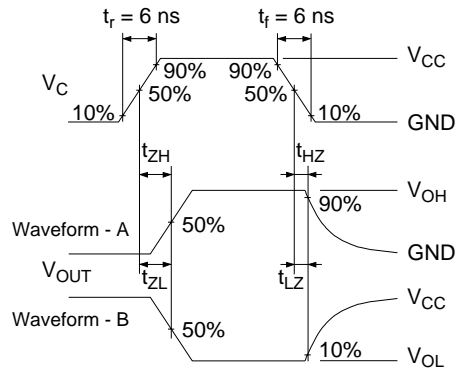 t_r = 6 ns
t_f = 6 ns
V_C
90%
90%
V_CC
50%
50%
10%
10%
GND
t_ZH
t_HZ
V_OH
90%
50%
Waveform - A
GND
V_OUT
t_ZL
t_LZ
V_CC
Waveform - B
50%
10%
V_OL